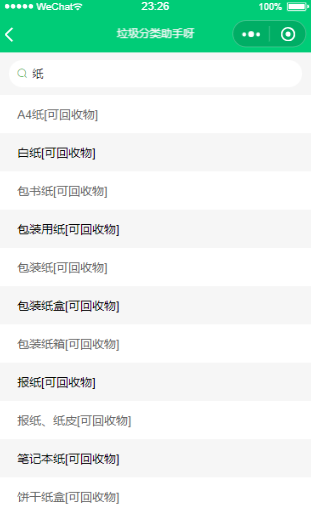 WeChat
23:26
100%
垃圾分类助手呀
纸
A4纸[可回收物]
白纸[可回收物]
包书纸[可回收物]
包装用纸[可回收物]
包装纸[可回收物]
包装纸盒[可回收物]
包装纸箱[可回收物]
报纸[可回收物]
报纸、纸皮[可回收物]
笔记本纸[可回收物]
饼干纸盒[可回收物]